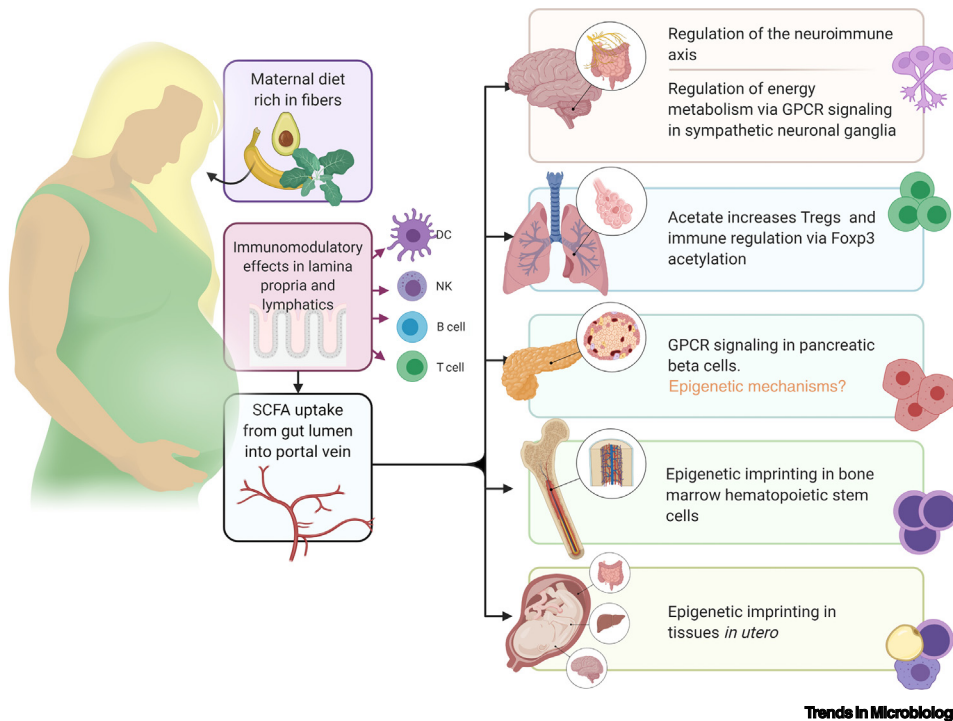 Maternal diet
rich in fibers
Immunomodulatory
effects in lamina
propria and
lymphatics
DC
NK
B cell
T cell
SCFA uptake
from gut lumen
into portal vein
Regulation of the neuroimmune
axis
Regulation of energy
metabolism via GPCR signaling
in sympathetic neuronal ganglia
Acetate increases Tregs and
immune regulation via Foxp3
acetylation
GPCR signaling in pancreatic
beta cells.
Epigenetic mechanisms?
Epigenetic imprinting in bone
marrow hematopoietic stem
cells
Epigenetic imprinting in
tissues in utero
Trends in Microbiolog